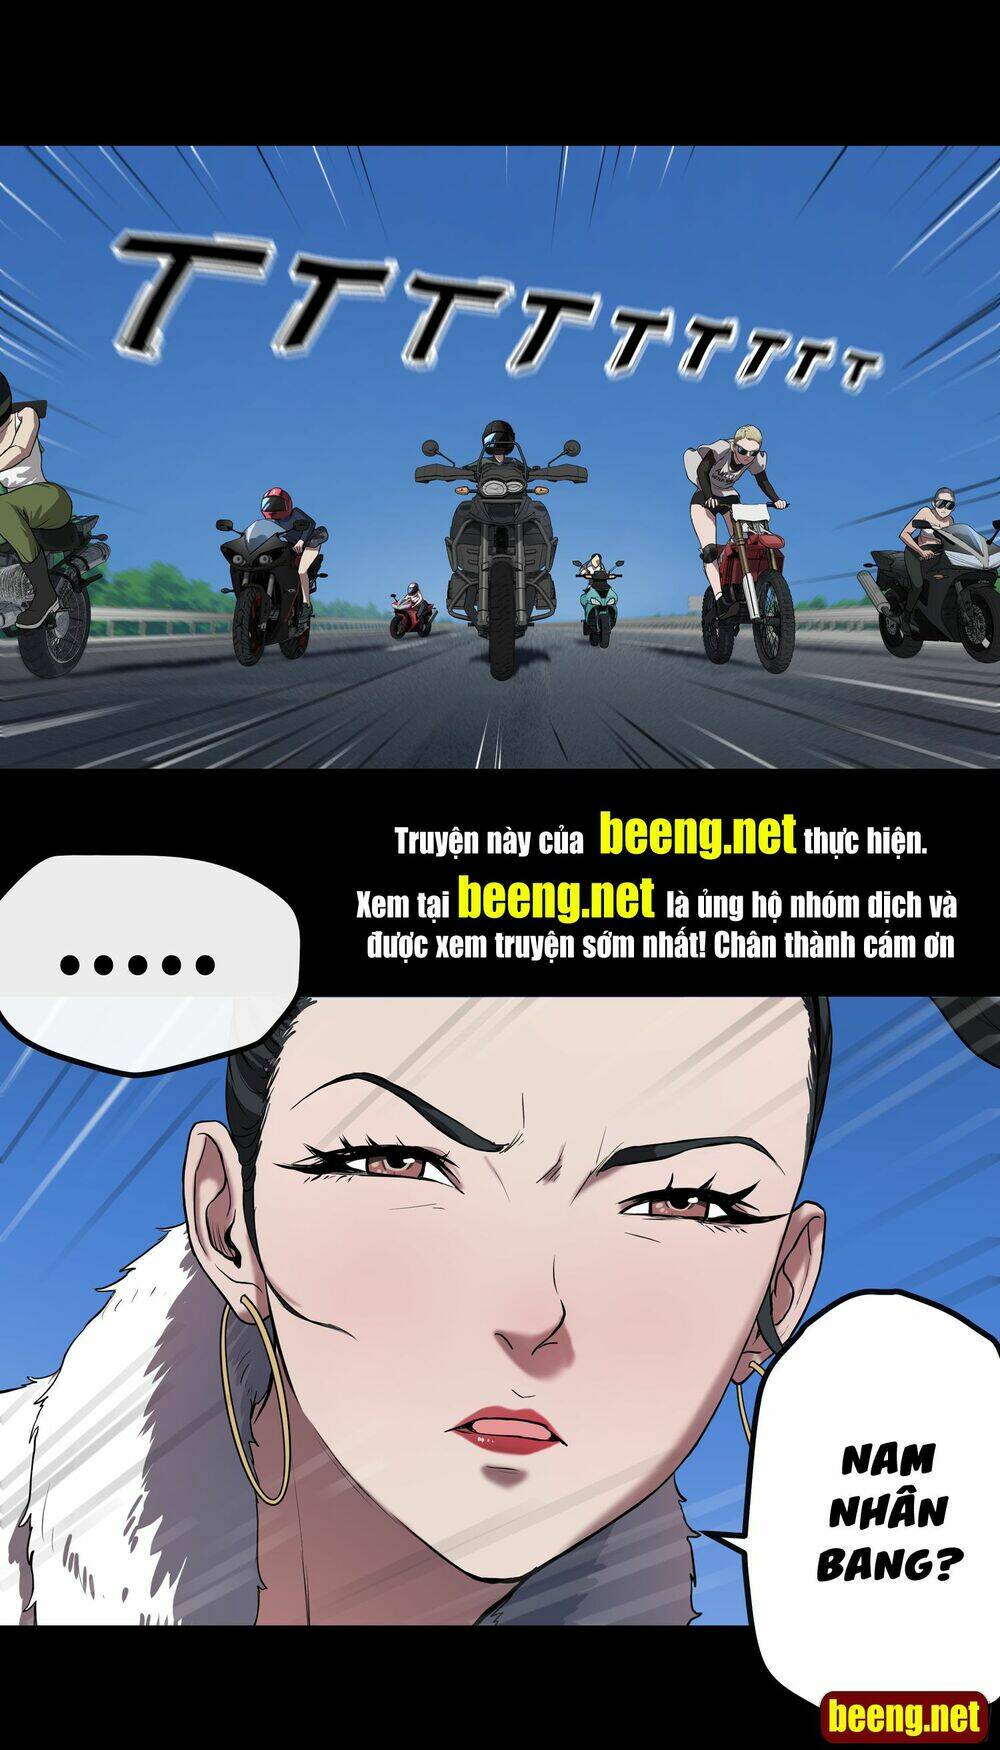 TTTTTTTTT
Truyện này của beeng.net thực hiện.
Xem tại beeng.net là ủng hộ nhóm dịch và
được xem truyện sớm nhất! Chân thành cám ơn
.....
NAM
NHÂN
BANG?
beeng.net